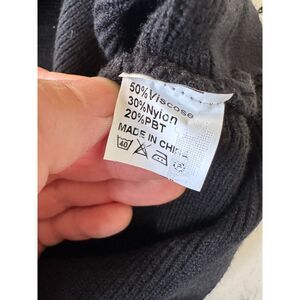 50%Viscose
30%Nylon
20%PBT
MADE IN CHINA
40
P